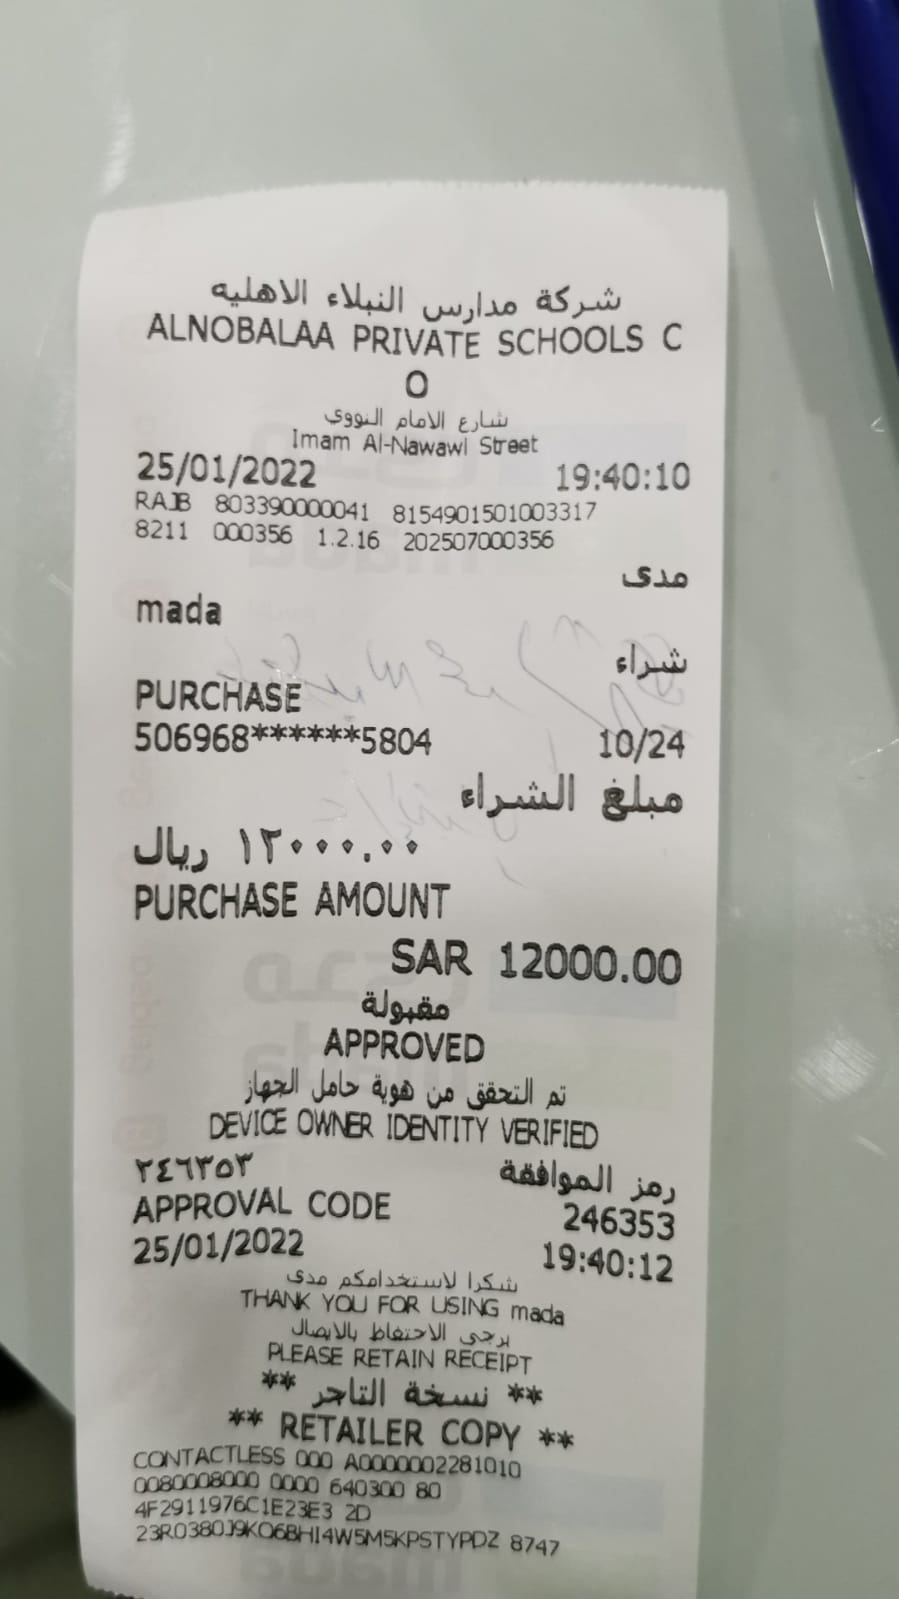 شركة مدارس النبلاء الاهليه
ALNOBALAA PRIVATE SCHOOLS C
O
شارع الامام النووي
Imam Al-Nawawi Street
25/01/2022 19:40:10
RAJB 803390000041 8154901501003317
8211 000356 1.2.16 202507000356
مدى
mada
شراء
PURCHASE
506968******5804 10/24
مبلغ الشراء
١٢٠٠٠.٠٠ ريال
PURCHASE AMOUNT
SAR 12000.00
مقبولة
APPROVED
تم التحقق من هوية حامل الجهاز
DEVICE OWNER IDENTITY VERIFIED
رمز الموافقة ٢٤٦٣٥٣
APPROVAL CODE 246353
25/01/2022 19:40:12
شكرا لاستخدامكم مدى
THANK YOU FOR USING mada
يرجى الاحتفاظ بالايصال
PLEASE RETAIN RECEIPT
** نسخة التاجر **
** RETAILER COPY **
CONTACTLESS 000 A0000002281010
0080008000 0000 640300 80
4F2911976C1E23E3 2D
8747